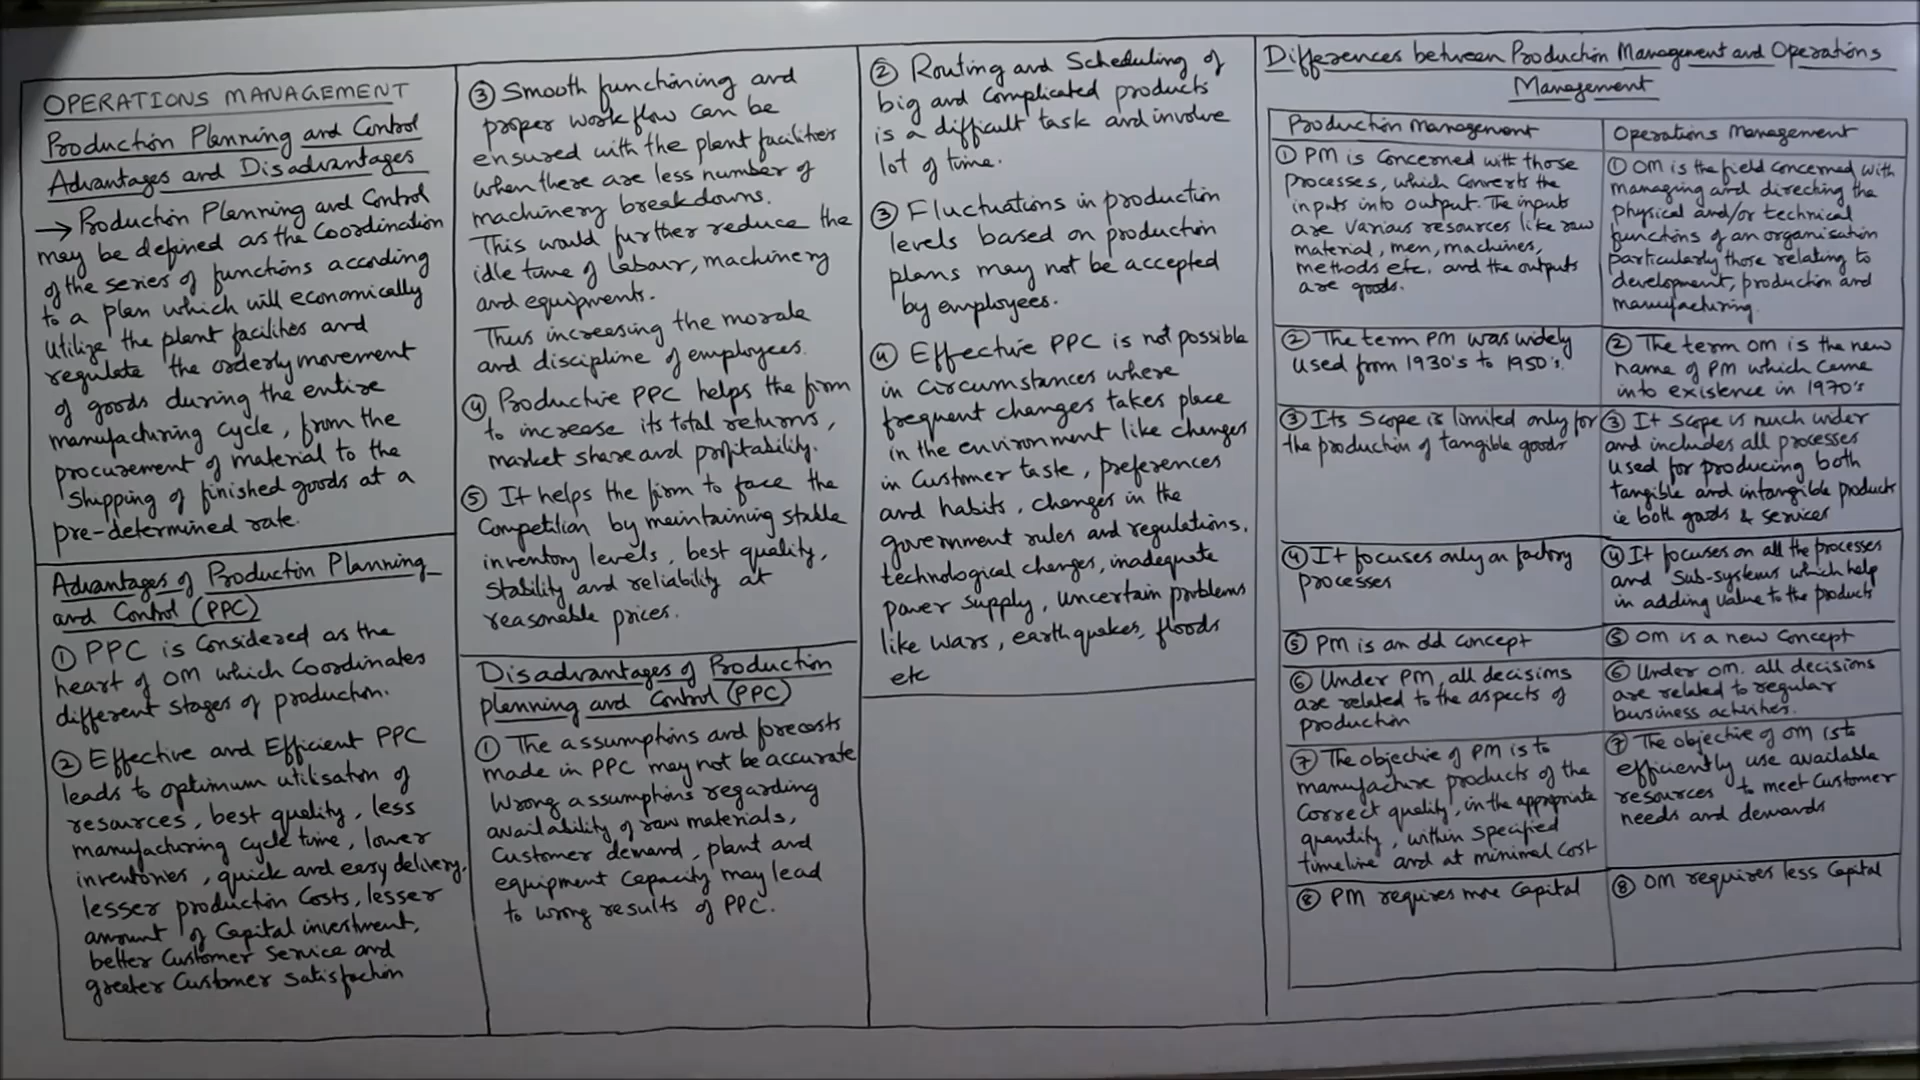 OPERATIONS MANAGEMENT
Production Planning and Control
Advantages and Disadvantages
→ Production Planning and Control
may be defined as the Coordination
of the series of functions according
to a plan which will economically
utilize the plant facilities and
regulate the orderly movement
of goods during the entire
manufacturing cycle, from the
procurement of material to the
shipping of finished goods at a
pre-determined rate.
Advantages of Production Planning
and Control (PPC)
① PPC is Considered as the
heart of OM which Coordinates
different stages of production.
② Effective and Efficient PPC
leads to optimum utilisation of
resources, best quality, less
manufacturing cycle time, lower
inventories, quick and easy delivery,
lesser production Costs, lesser
amount of Capital investment,
better Customer Service and
greater Customer Satisfaction
③ Smooth functioning and
proper work flow can be
ensured with the plant facilities
when there are less number of
machinery breakdowns.
This would further reduce the
idle time of labour, machinery
and equipments.
Thus increasing the morale
and discipline of employees.
④ Productive PPC helps the firm
to increase its total returns,
market share and profitability.
⑤ It helps the firm to face the
Competition by maintaining stable
inventory levels, best quality,
stability and reliability at
reasonable prices.
Disadvantages of Production
planning and Control (PPC)
① The assumptions and forecasts
made in PPC may not be accurate
Wrong assumptions regarding
availability of raw materials,
Customer demand, plant and
equipment Capacity may lead
to wrong results of PPC.
② Routing and Scheduling of
big and Complicated products
is a difficult task and involve
lot of time.
③ Fluctuations in production
levels based on production
plans may not be accepted
by employees.
④ Effective PPC is not possible
in Circumstances where
frequent changes takes place
in the environment like changes
in Customer taste, preferences
and habits, changes in the
government rules and regulations,
technological changes, inadequate
power supply, uncertain problems
like wars, earthquakes, floods
etc
Differences between Production Management and Operations
Management
Production Management
① PM is Concerned with those
processes, which Converts the
inputs into output. The inputs
are various resources like raw
material, men, machines,
methods etc. and the outputs
are goods.
② The term PM was widely
used from 1930's to 1950's.
③ Its Scope is limited only for
the production of tangible goods
④ It focuses only on factory
processes
⑤ PM is an old Concept
⑥ Under PM, all decisions
are related to the aspects of
production
⑦ The objective of PM is to
manufacture products of the
Correct quality, in the appropriate
quantity, within specified
timeline and at minimal Cost
⑧ PM requires more Capital
Operations Management
① OM is the field concerned with
managing and directing the
physical and/or technical
functions of an organisation
particularly those relating to
development, production and
manufacturing.
② The term OM is the new
name of PM which came
into existence in 1970's
③ It Scope is much wider
and includes all processes
used for producing both
tangible and intangible products
ie both goods & services
④ It focuses on all the processes
and Sub-systems which help
in adding value to the products
⑤ OM is a new Concept
⑥ Under OM. all decisions
are related to regular
business activities.
⑦ The objective of OM is to
efficiently use available
resources to meet Customer
needs and demands
⑧ OM requires less Capital